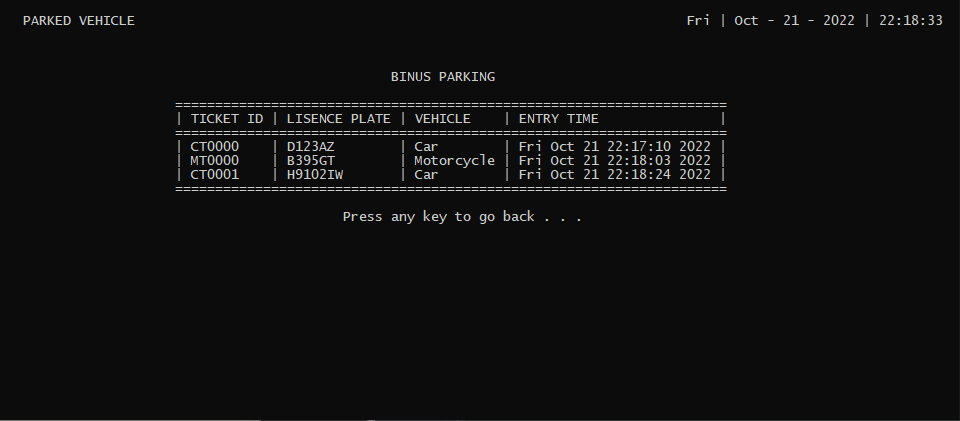 PARKED VEHICLE Fri | Oct - 21 - 2022 | 22:18:33
BINUS PARKING
=====================================================================
| TICKET ID | LISENCE PLATE | VEHICLE    | ENTRY TIME               |
=====================================================================
| CT0000    | D123AZ        | Car        | Fri Oct 21 22:17:10 2022 |
| MT0000    | B395GT        | Motorcycle | Fri Oct 21 22:18:03 2022 |
| CT0001    | H9102IW       | Car        | Fri Oct 21 22:18:24 2022 |
=====================================================================
Press any key to go back . . .